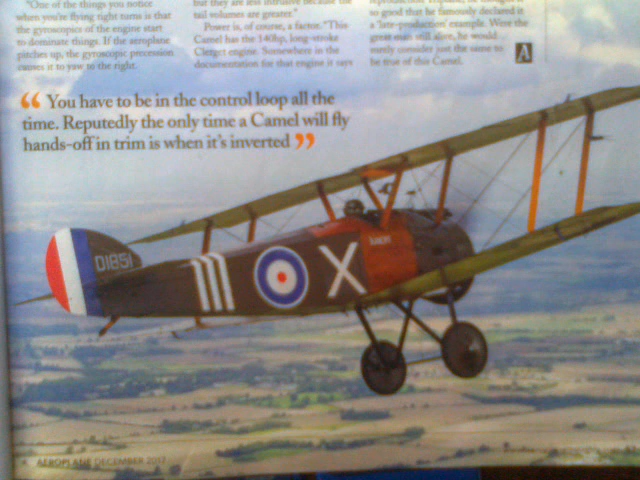 "One of the things you notice
when you're flying right turns is that
the gyroscopics of the engine start
to dominate things. If the aeroplane
pitches up, the gyroscopic precession
causes it to yaw to the right.
but they are less intrusive because the
tail volumes are greater."
Power is, of course, a factor. "This
Camel has the 140hp, long-stroke
Clerget engine. Somewhere in the
documentation for that engine it says
so good that he famously declared it
a 'late-production' example. Were the
great man still alive, he would
surely consider just the same to
be true of this Camel.
A
“ You have to be in the control loop all the
time. Reputedly the only time a Camel will fly
hands-off in trim is when it's inverted ”
D1851
X
AEROPLANE DECEMBER 2017